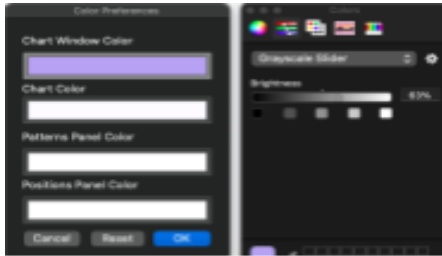 Color Preferences
Chart Window Color
Chart Color
Patterns Panel Color
Positions Panel Color
Cancel
Reset
OK
Colors
Grayscale Slider
Brightness
63%